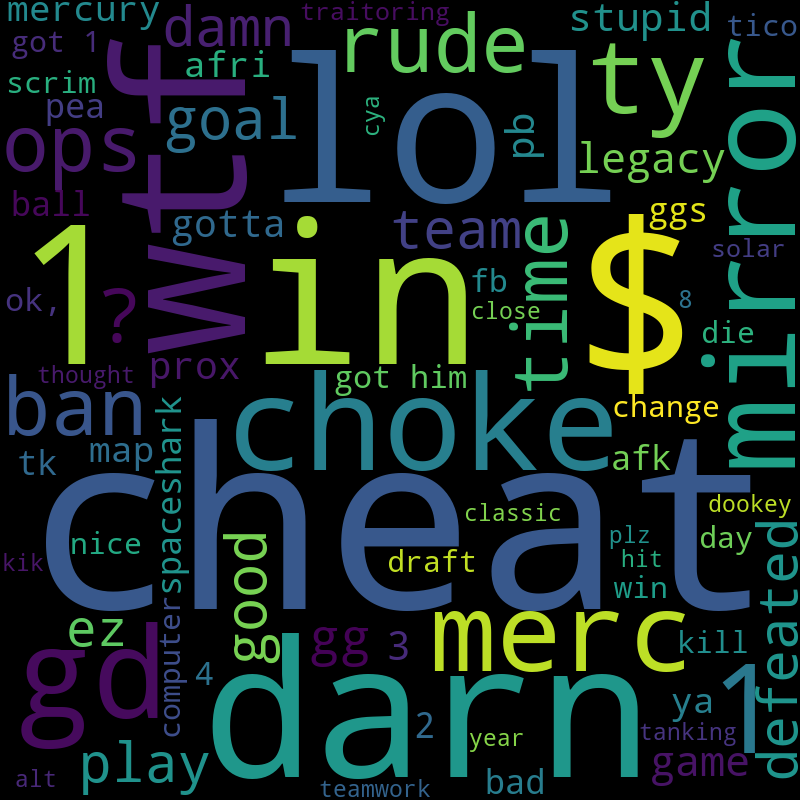 mercury
damn
traitoring
rude
stupid
tico
got 1
wtf
lol
ty
mirror
scrim
afri
pea
goal
cya
pb
ops
legacy
ball
gotta
team
ggs
solar
1 in
time
$
ok,
?
fb
8
close
die
thought
prox
got him
ban
choke
change
tk
map
spaceshark
afk
cheat
classic
dookey
nice
good
plz
day
kik
draft
hit
win
computer
ez
gg
3
merc
kill
defeated
gd
darn
4
2
ya
1
year
tanking
play
game
alt
teamwork
bad